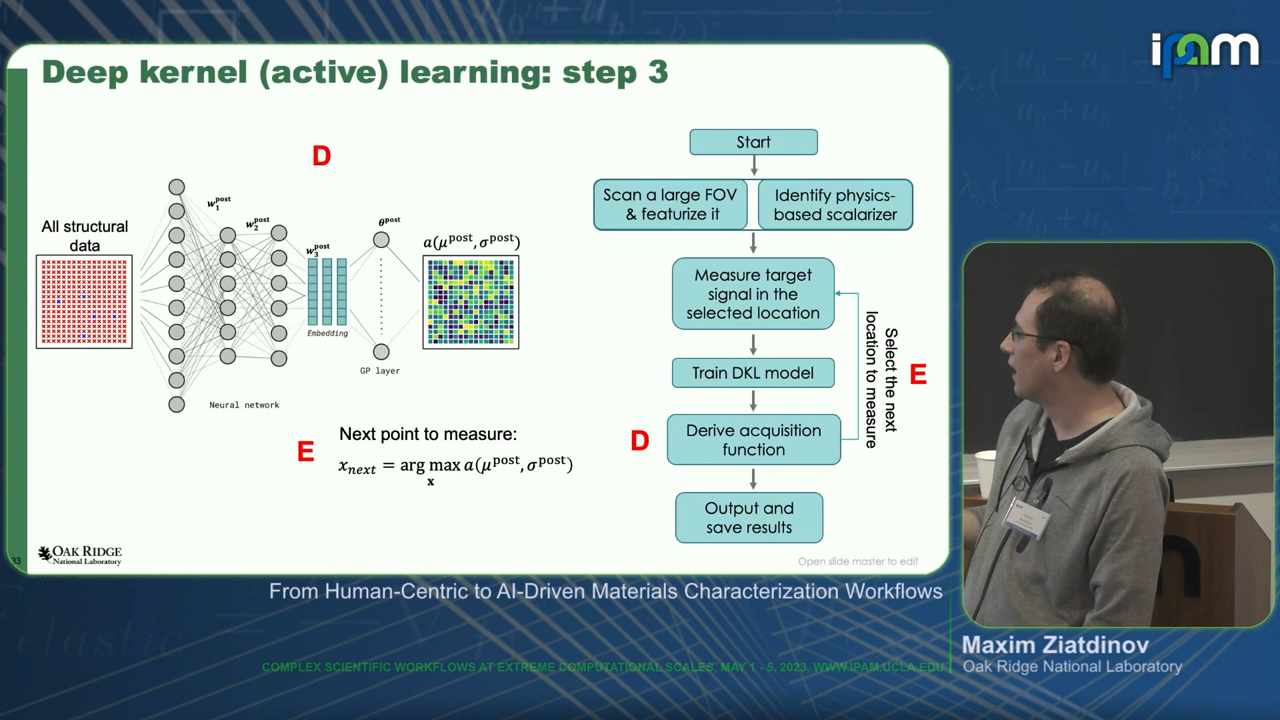 ipam
Deep kernel (active) learning: step 3
D
All structural
data
w₁ᵖᵒˢᵗ
w₂ᵖᵒˢᵗ
w₃ᵖᵒˢᵗ
θᵖᵒˢᵗ
a(μᵖᵒˢᵗ, σᵖᵒˢᵗ)
Embedding
GP layer
Neural network
E
Next point to measure:
x_next = arg max a(μᵖᵒˢᵗ, σᵖᵒˢᵗ)
x
Start
Scan a large FOV
& featurize it
Identify physics-
based scalarizer
Measure target
signal in the
selected location
Train DKL model
D
Derive acquisition
function
Output and
save results
Select the next
location to measure
E
33
OAK RIDGE
National Laboratory
Open slide master to edit
From Human-Centric to AI-Driven Materials Characterization Workflows
Maxim Ziatdinov
Oak Ridge National Laboratory
COMPLEX SCIENTIFIC WORKFLOWS AT EXTREME COMPUTATIONAL SCALES, MAY 1 - 5, 2023, WWW.IPAM.UCLA.EDU
elastic